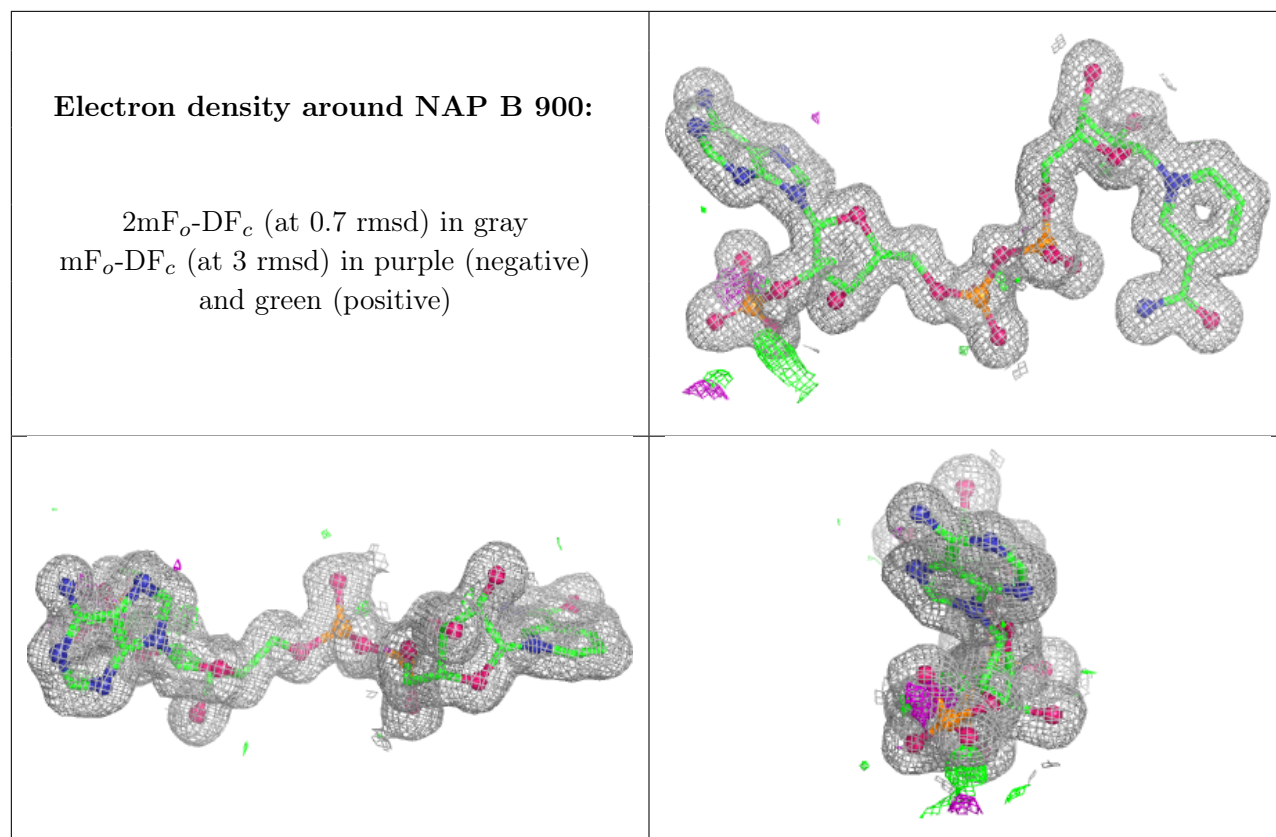 Electron density around NAP B 900:
2mFo-DFc (at 0.7 rmsd) in gray
mFo-DFc (at 3 rmsd) in purple (negative)
and green (positive)